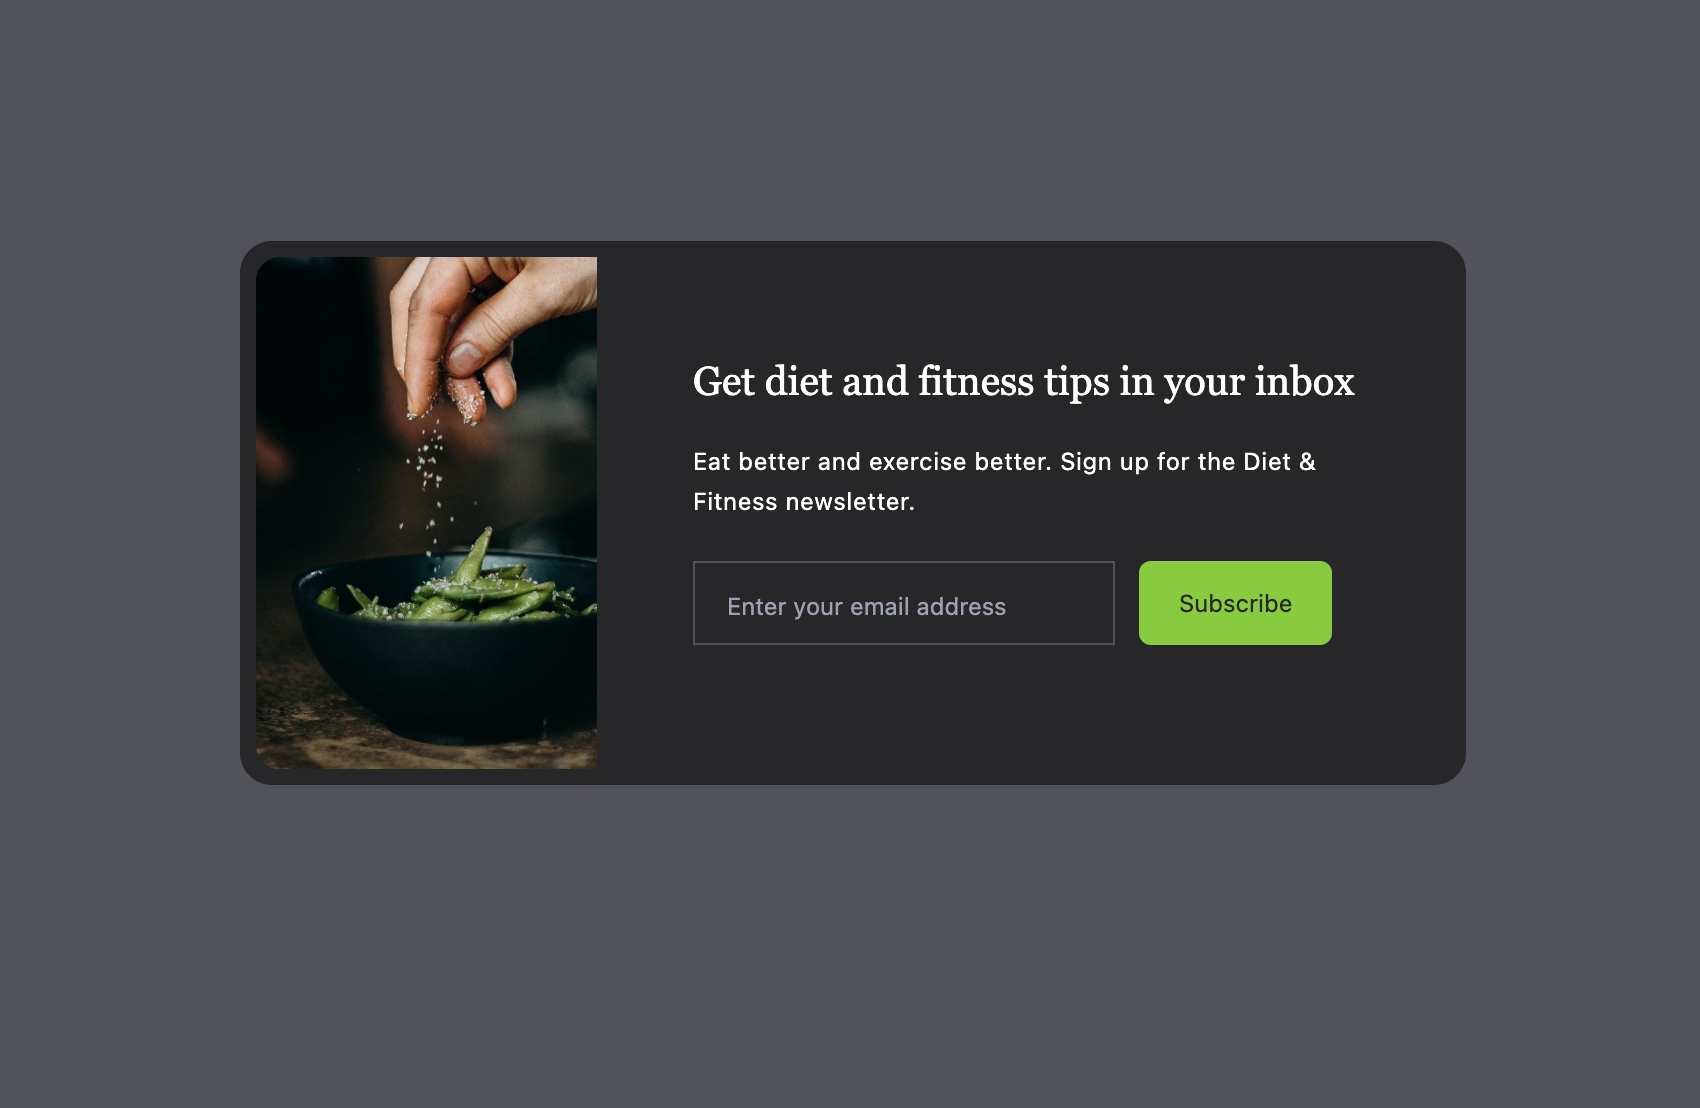 Get diet and fitness tips in your inbox
Eat better and exercise better. Sign up for the Diet &
Fitness newsletter.
Enter your email address
Subscribe